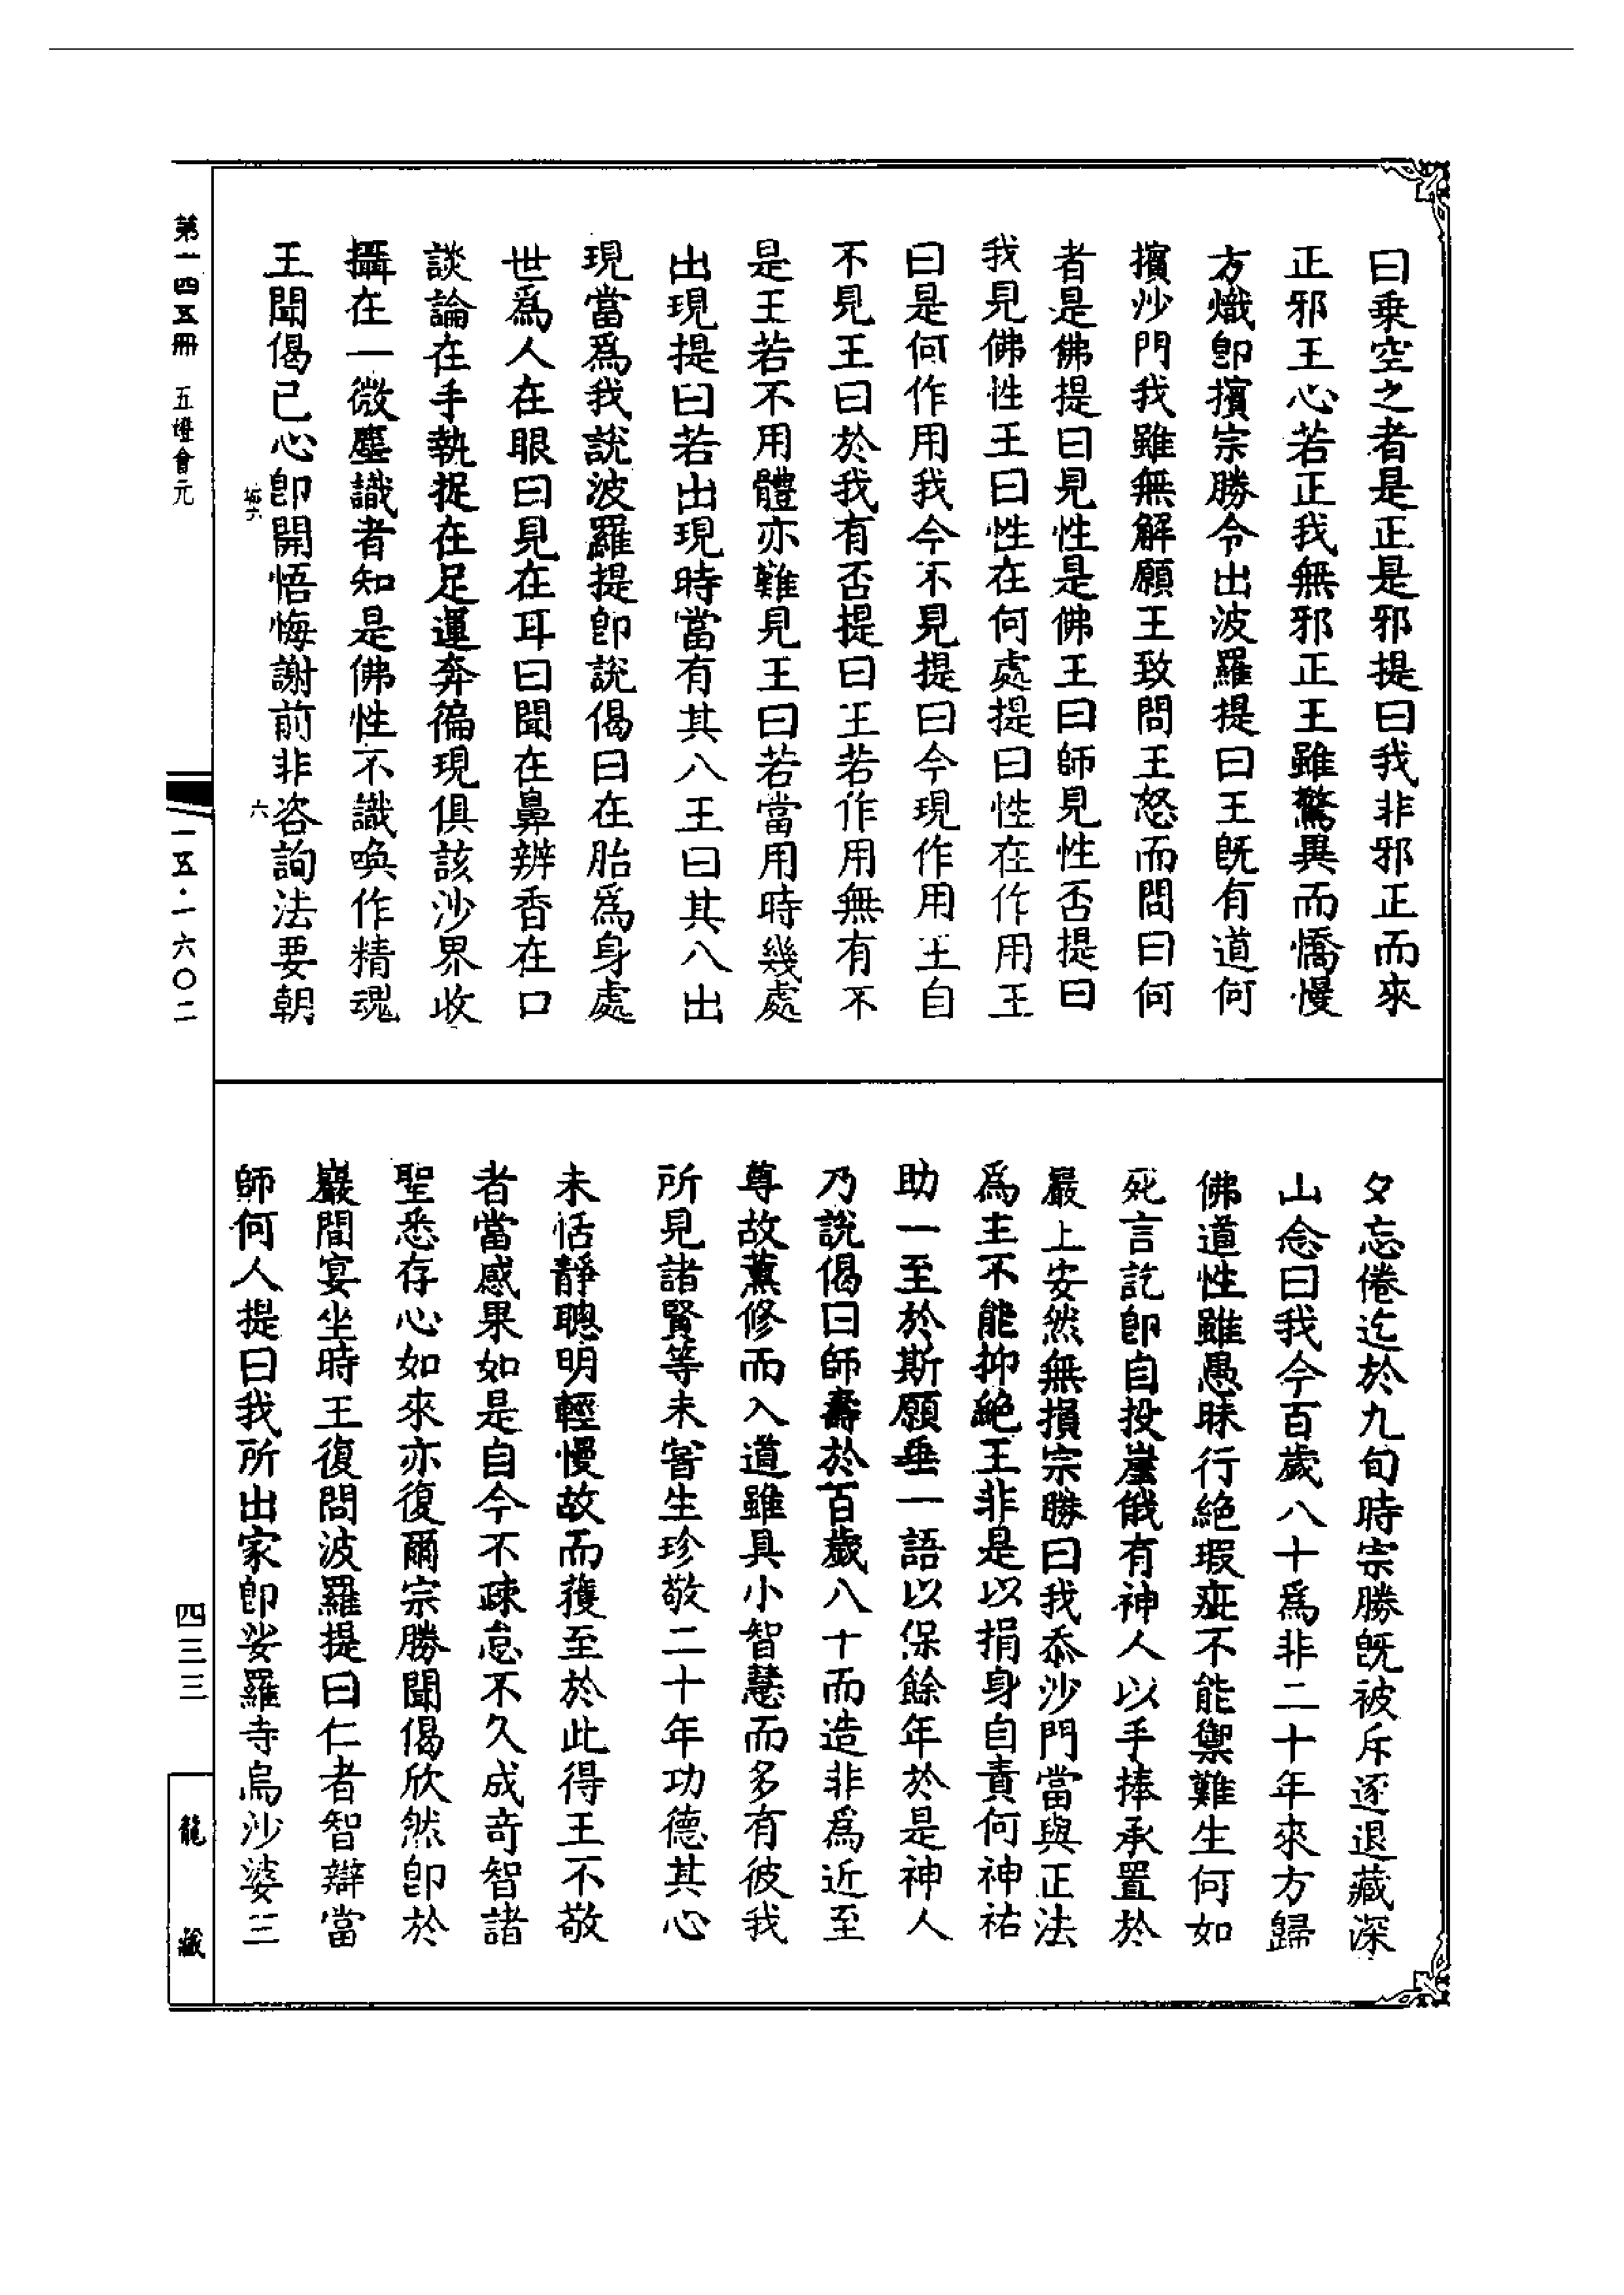 曰乗空之者是正是邪提曰我非邪正而來
正邪王心若正我無邪正王雖驚異而憍慢
方熾卽擯宗勝令出波羅提曰王旣有道何
擯沙門我雖無解願王致問王怒而問曰何
者是佛提曰見性是佛王曰師見性否提曰
我見佛性王曰性在何處提曰性在作用王
曰是何作用我今不見提曰今現作用王自
不見王曰於我有否提曰王若作用無有不
是王若不用體亦難見王曰若當用時幾處
出現提曰若出現時當有其八王曰其八出
現當爲我說波羅提卽說偈曰在胎爲身處
世爲人在眼曰見在耳曰聞在鼻辨香在口
談論在手執捉在足運奔徧現俱該沙界收
攝在一微塵識者知是佛性不識喚作精魂
王聞偈已心卽開悟悔謝前非咨詢法要朝
夕忘倦迄於九旬時宗勝旣被斥逐退藏深
山念曰我今百歲八十爲非二十年來方歸
佛道性雖愚昧行絶瑕疵不能禦難生何如
死言訖卽自投崖俄有神人以手捧承置於
巖上安然無損宗勝曰我忝沙門當與正法
爲主不能抑絶王非是以捐身自責何神祐
助一至於斯願垂一語以保餘年於是神人
乃說偈曰師壽於百歲八十而造非爲近至
尊故薰修而入道雖具小智慧而多有彼我
所見諸賢等未甞生珍敬二十年功德其心
未恬靜聰明輕慢故而獲至於此得王不敬
者當感果如是自今不疎怠不久成奇智諸
聖悉存心如來亦復爾宗勝聞偈欣然卽於
巖間宴坐時王復問波羅提曰仁者智辯當
師何人提曰我所出家卽娑羅寺烏沙婆三
第一四五冊 五燈會元
六
一五·一六〇二
四三三
龍藏